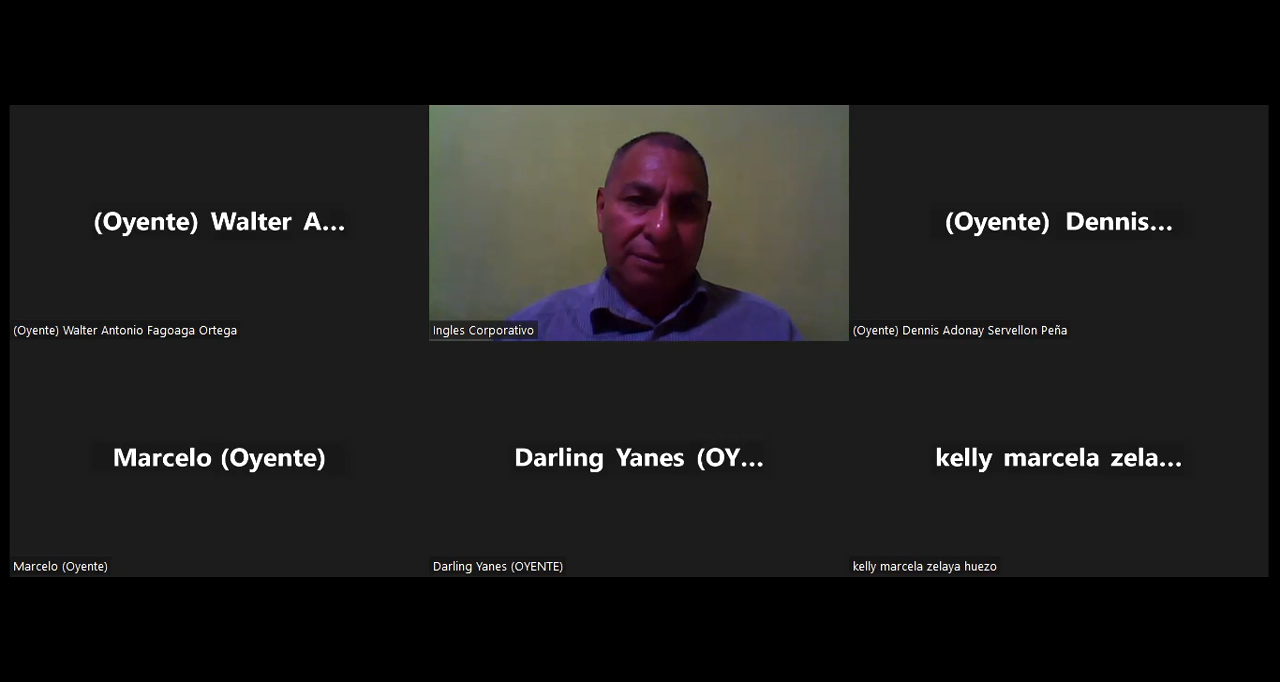 (Oyente) Walter A...
(Oyente) Walter Antonio Fagoaga Ortega
Ingles Corporativo
(Oyente) Dennis...
(Oyente) Dennis Adonay Servellon Peña
Marcelo (Oyente)
Marcelo (Oyente)
Darling Yanes (OY...
Darling Yanes (OYENTE)
kelly marcela zela...
kelly marcela zelaya huezo